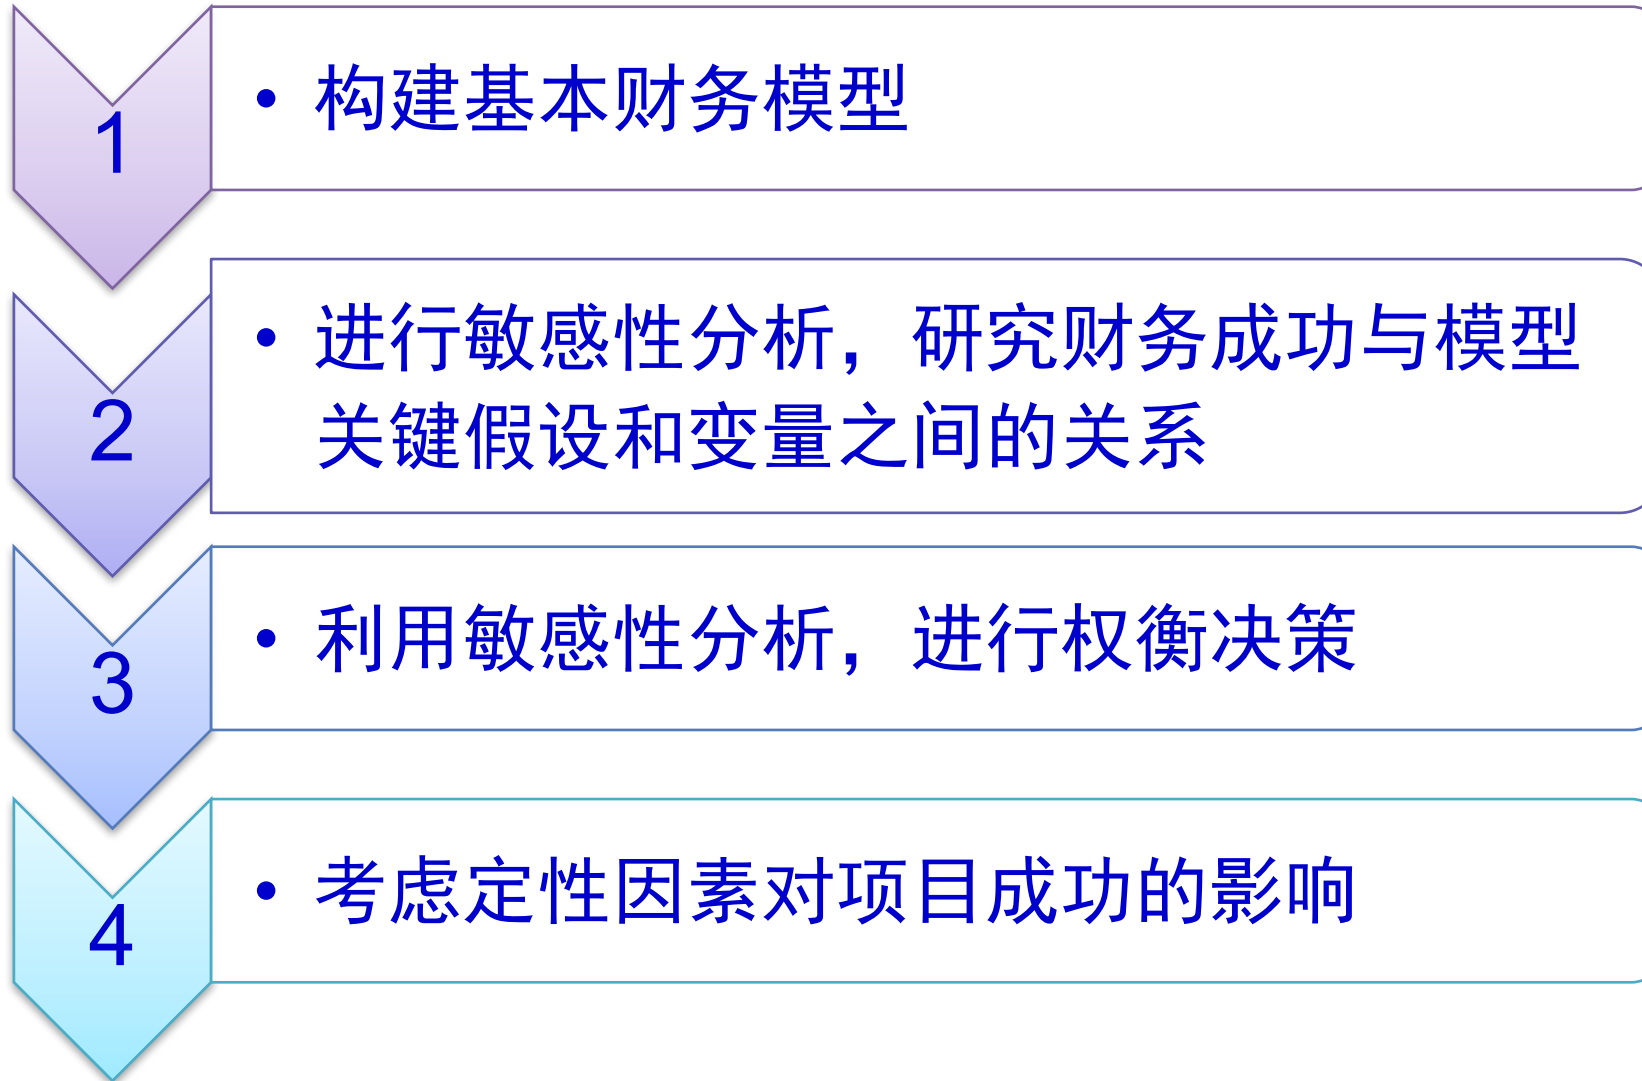 1
• 构建基本财务模型
2
• 进行敏感性分析，研究财务成功与模型
关键假设和变量之间的关系
3
• 利用敏感性分析，进行权衡决策
4
• 考虑定性因素对项目成功的影响